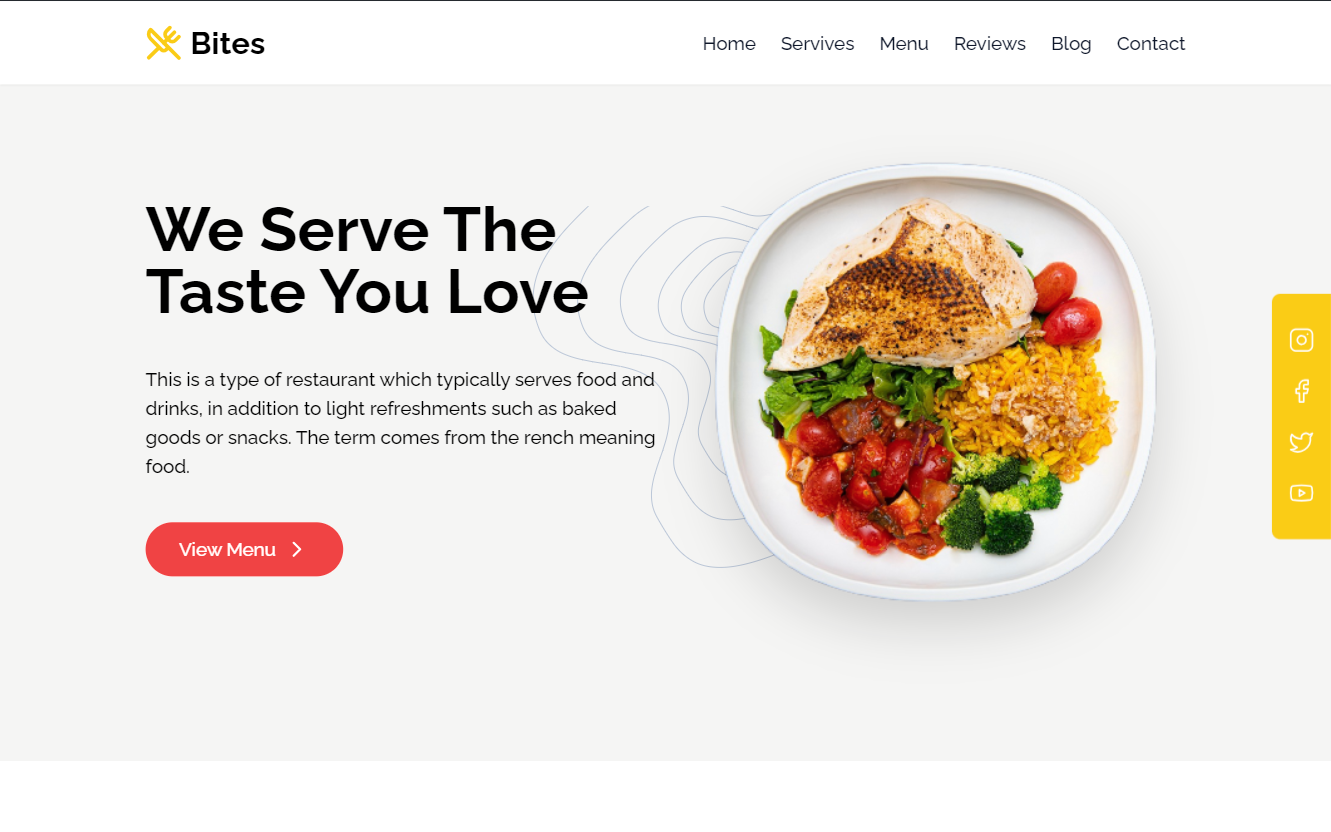 Bites
Home Servives Menu Reviews Blog Contact
We Serve The
Taste You Love
This is a type of restaurant which typically serves food and
drinks, in addition to light refreshments such as baked
goods or snacks. The term comes from the rench meaning
food.
View Menu